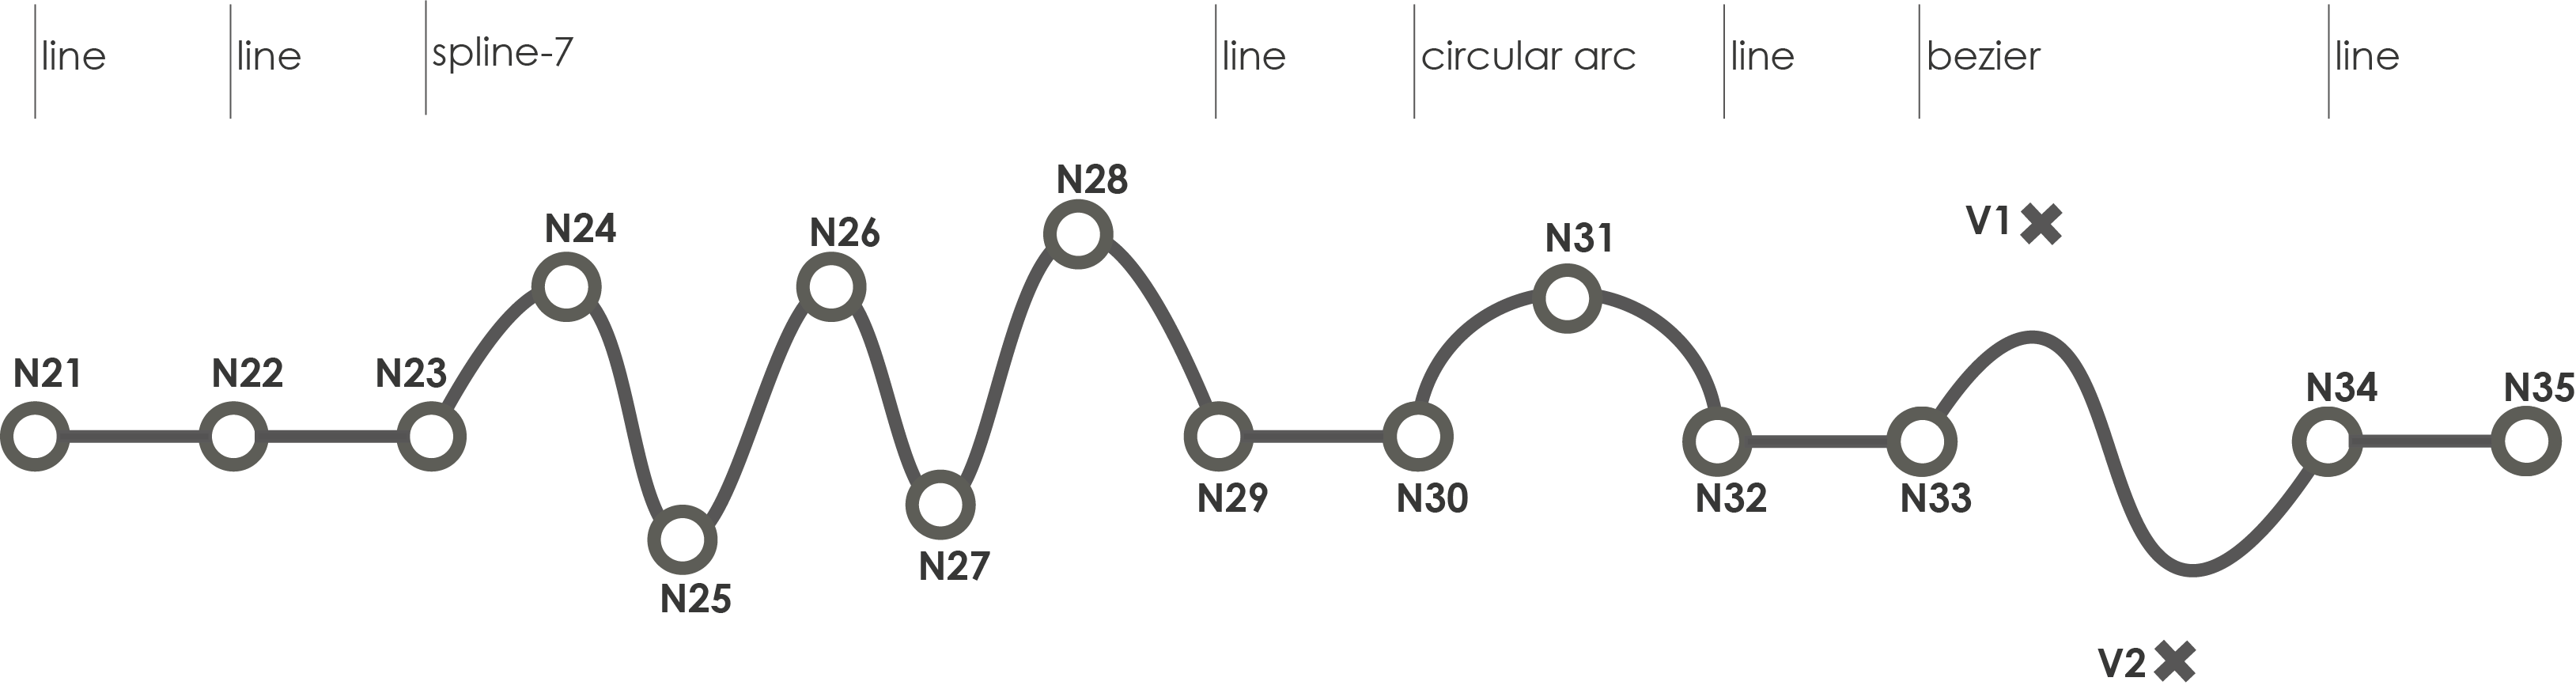 line
line
spline-7
line
circular arc
line
bezier
line
N28
N24
N26
N31
V1
N21
N22
N23
N34
N35
N29
N30
N32
N33
N27
N25
V2